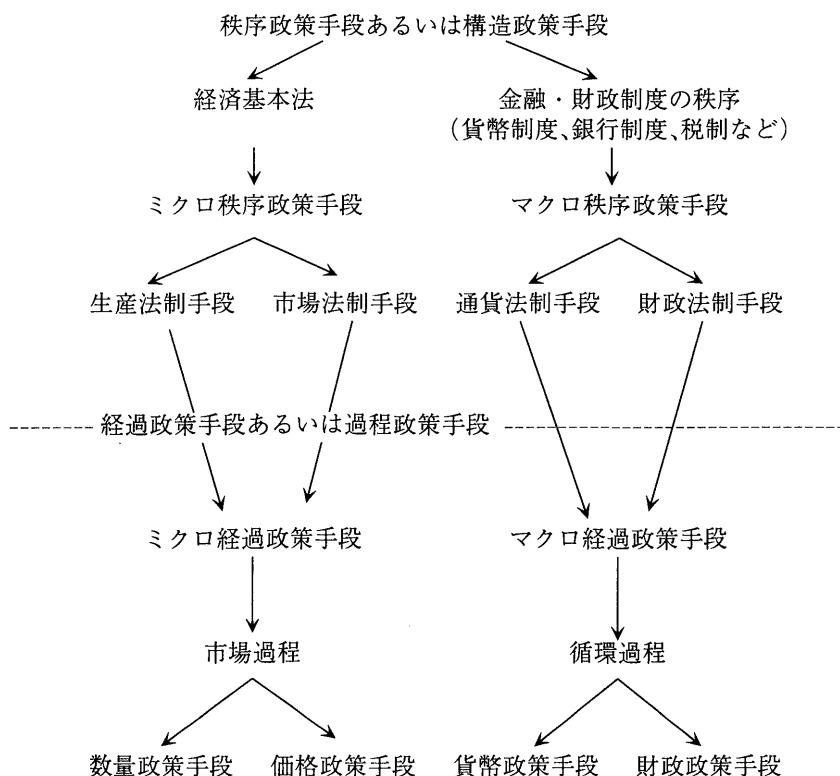 秩序政策手段あるいは構造政策手段
経済基本法
金融・財政制度の秩序
（貨幣制度、銀行制度、税制など）
ミクロ秩序政策手段
マクロ秩序政策手段
生産法制手段
市場法制手段
通貨法制手段
財政法制手段
経過政策手段あるいは過程政策手段
ミクロ経過政策手段
マクロ経過政策手段
市場過程
循環過程
数量政策手段
価格政策手段
貨幣政策手段
財政政策手段